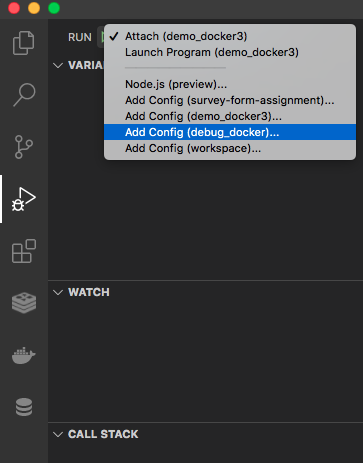 RUN
Attach (demo_docker3)
Launch Program (demo_docker3)
Node.js (preview)...
Add Config (survey-form-assignment)...
Add Config (demo_docker3)...
Add Config (debug_docker)...
Add Config (workspace)...
VARIA
WATCH
CALL STACK